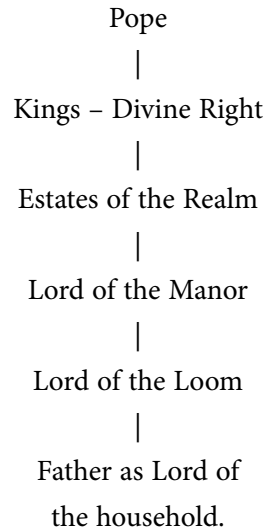 Pope
|
Kings – Divine Right
|
Estates of the Realm
|
Lord of the Manor
|
Lord of the Loom
|
Father as Lord of
the household.